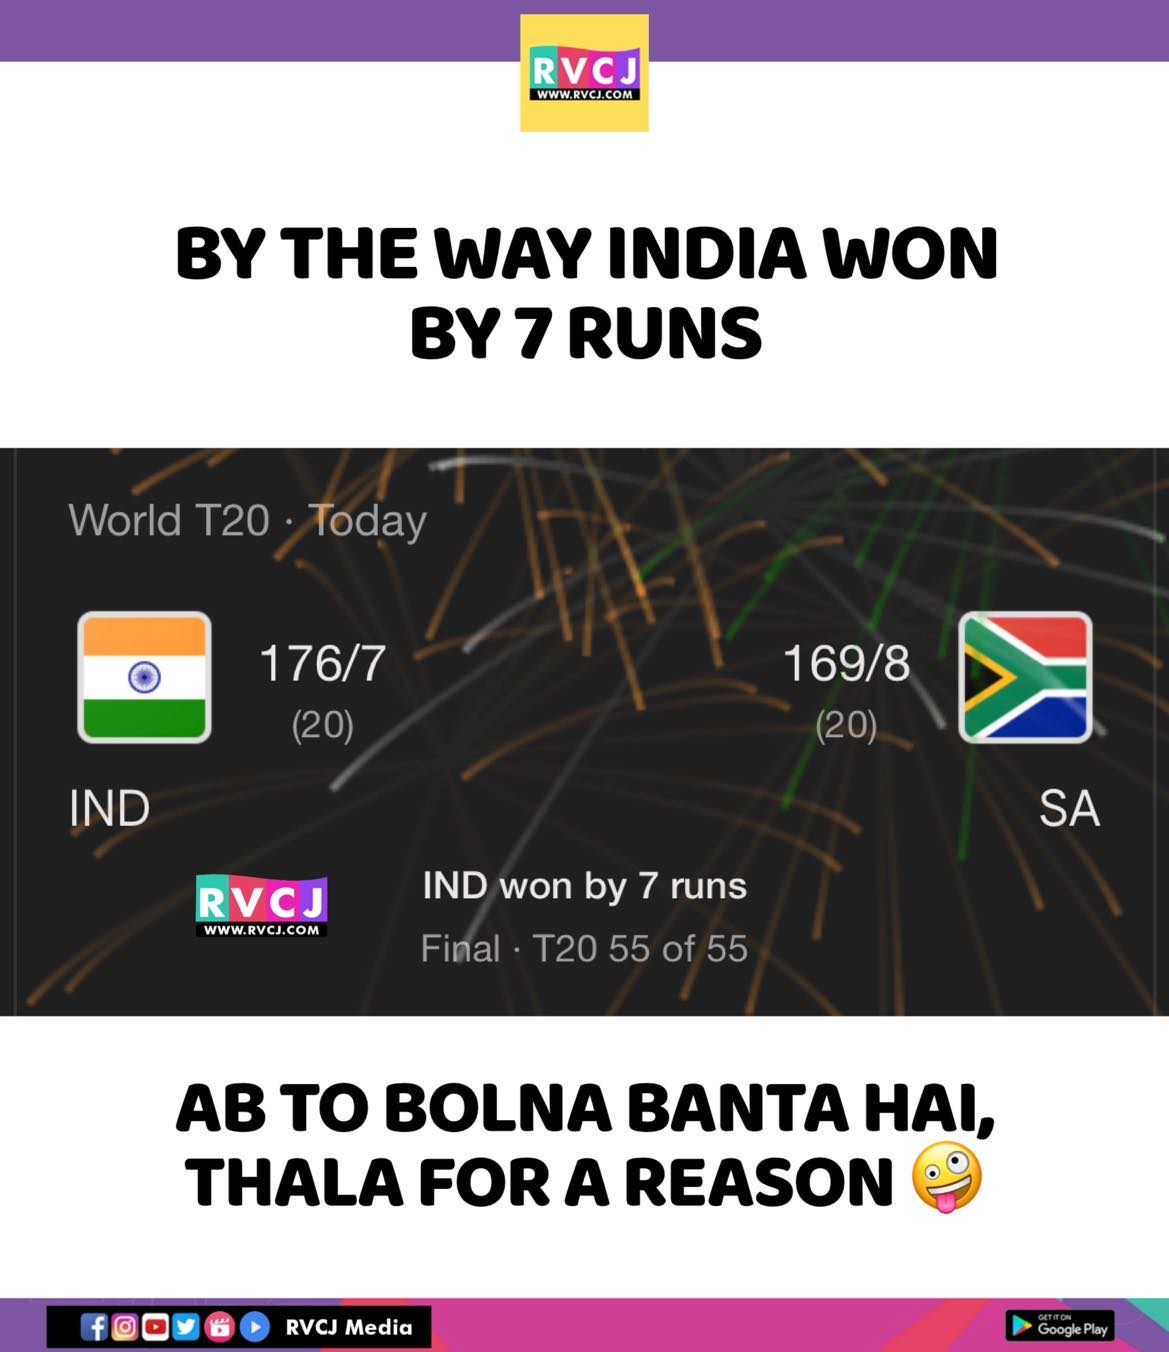 RVCJ
WWW.RVCJ.COM
BY THE WAY INDIA WON
BY 7 RUNS
World T20 · Today
176/7
169/8
(20)
(20)
IND
SA
RVCJ
WWW.RVCJ.COM
IND won by 7 runs
Final · T20 55 of 55
AB TO BOLNA BANTA HAI,
THALA FOR A REASON 🤪
RVCJ Media
GET IT ON
Google Play